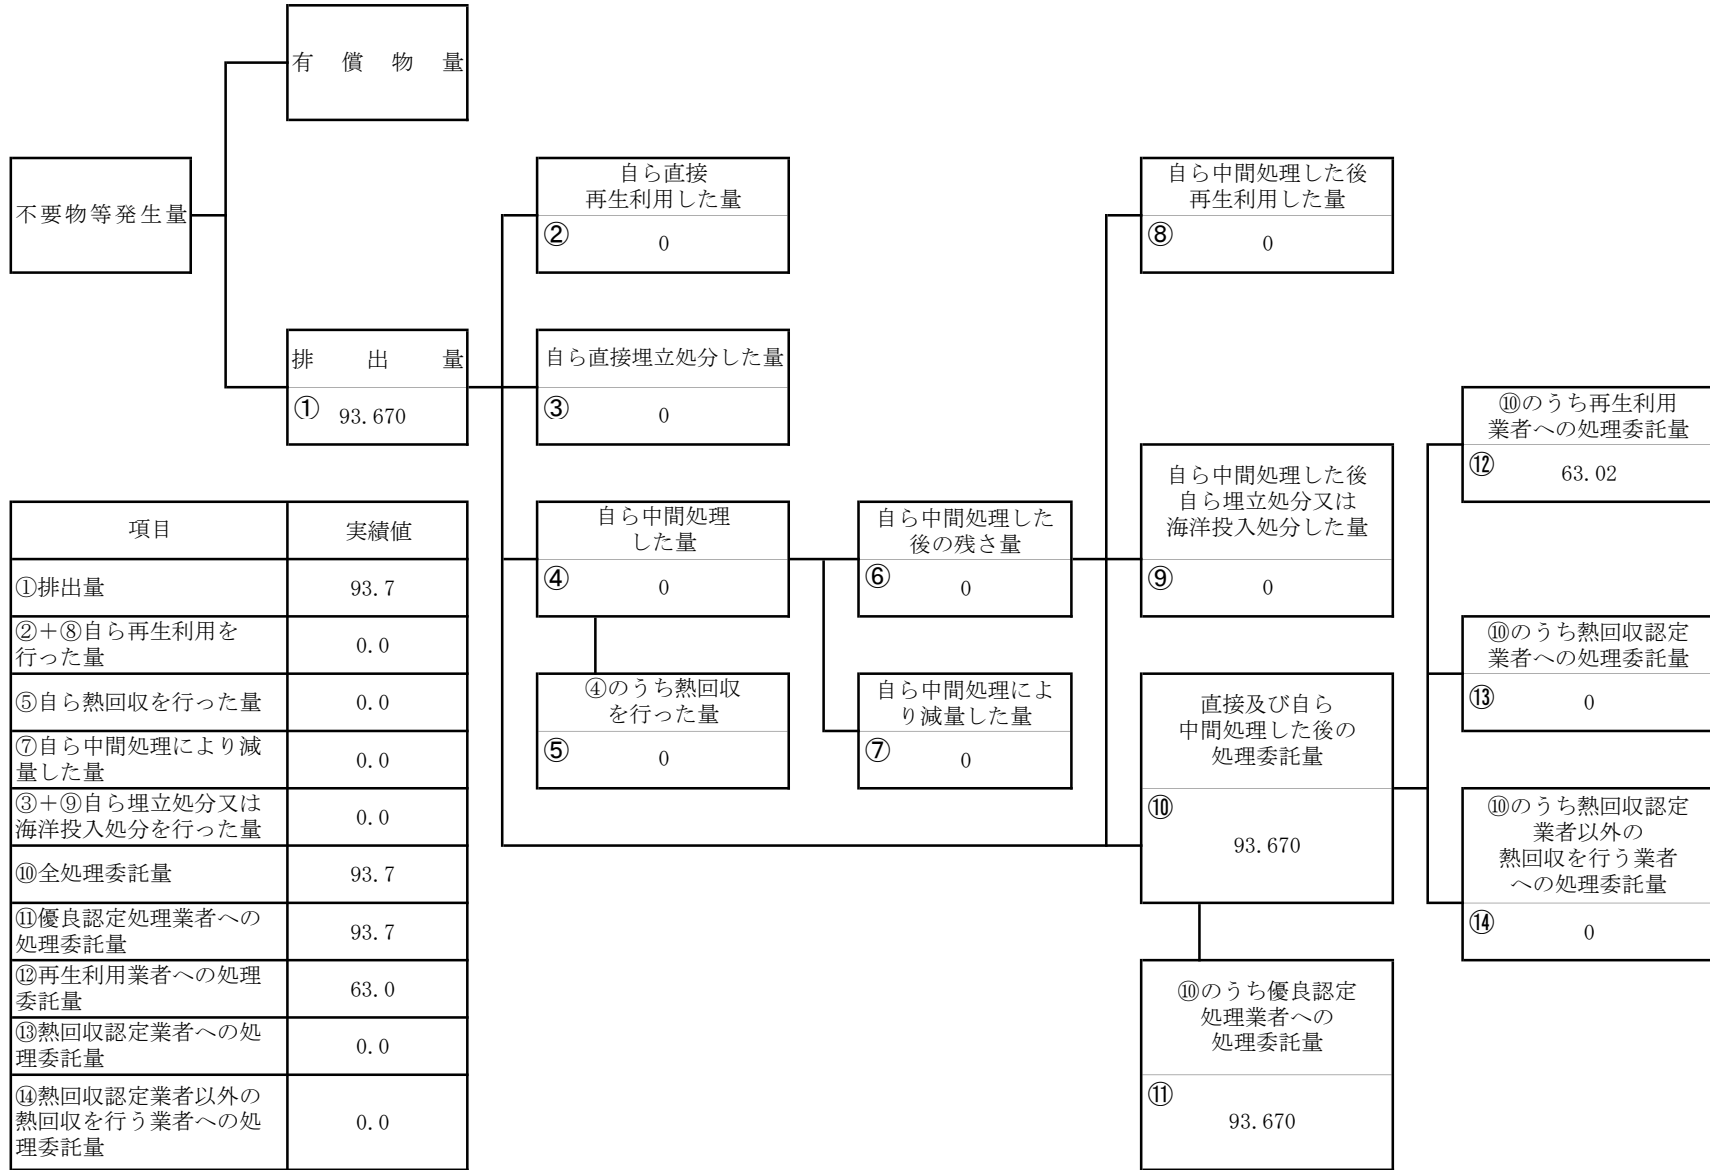 有償物量
不要物等発生量
自ら直接
再生利用した量
② 0
自ら中間処理した後
再生利用した量
⑧ 0
排出量
① 93.670
自ら直接埋立処分した量
③ 0
⑩のうち再生利用
業者への処理委託量
⑫ 63.02
自ら中間処理
した量
④ 0
自ら中間処理した
後の残さ量
⑥ 0
自ら中間処理した後
自ら埋立処分又は
海洋投入処分した量
⑨ 0
④のうち熱回収
を行った量
⑤ 0
自ら中間処理によ
り減量した量
⑦ 0
直接及び自ら
中間処理した後の
処理委託量
⑩
93.670
⑩のうち熱回収認定
業者への処理委託量
⑬ 0
⑩のうち熱回収認定
業者以外の
熱回収を行う業者
への処理委託量
⑭ 0
⑩のうち優良認定
処理業者への
処理委託量
⑪
93.670
項目 実績値
①排出量 93.7
②+⑧自ら再生利用を
行った量 0.0
⑤自ら熱回収を行った量 0.0
⑦自ら中間処理により減
量した量 0.0
③+⑨自ら埋立処分又は
海洋投入処分を行った量 0.0
⑩全処理委託量 93.7
⑪優良認定処理業者への
処理委託量 93.7
⑫再生利用業者への処理
委託量 63.0
⑬熱回収認定業者への処
理委託量 0.0
⑭熱回収認定業者以外の
熱回収を行う業者への処
理委託量 0.0